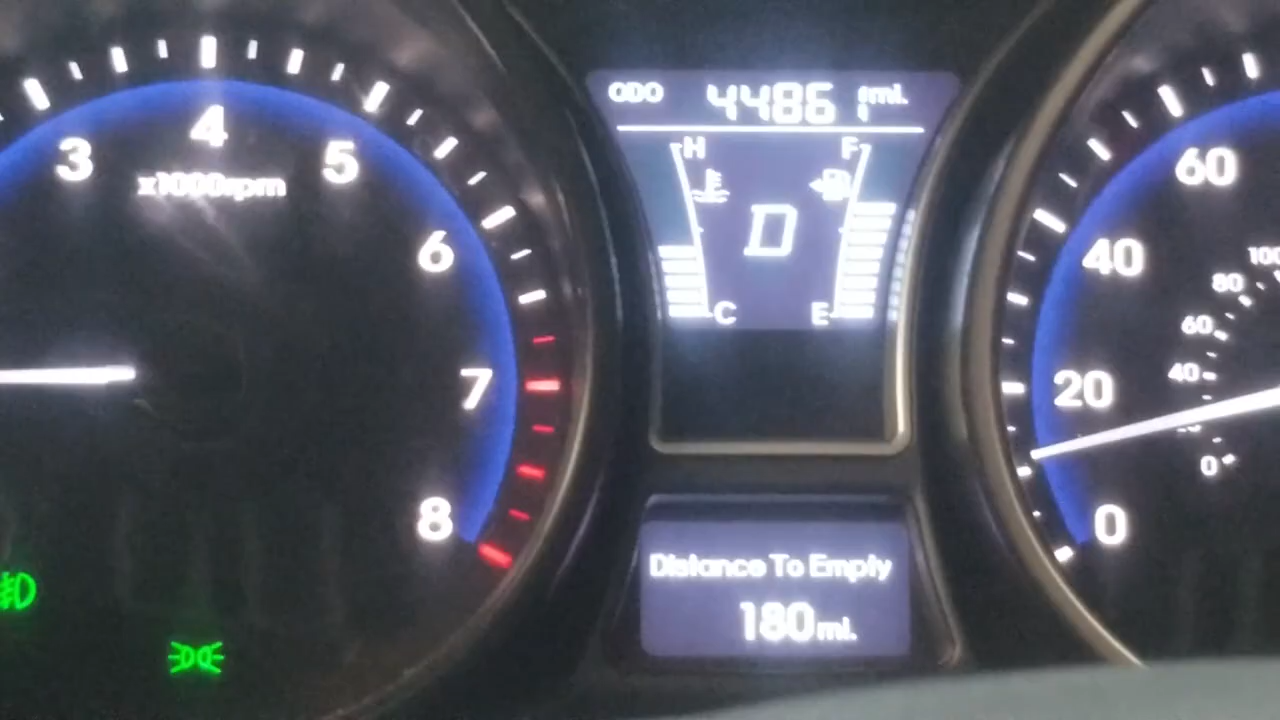 ODO 44861 mi.
H F
D
C E
3 4 5 6 7 8
x1000rpm
60 40 20 0
100 80 60 40 0
Distance To Empty
180 mi.